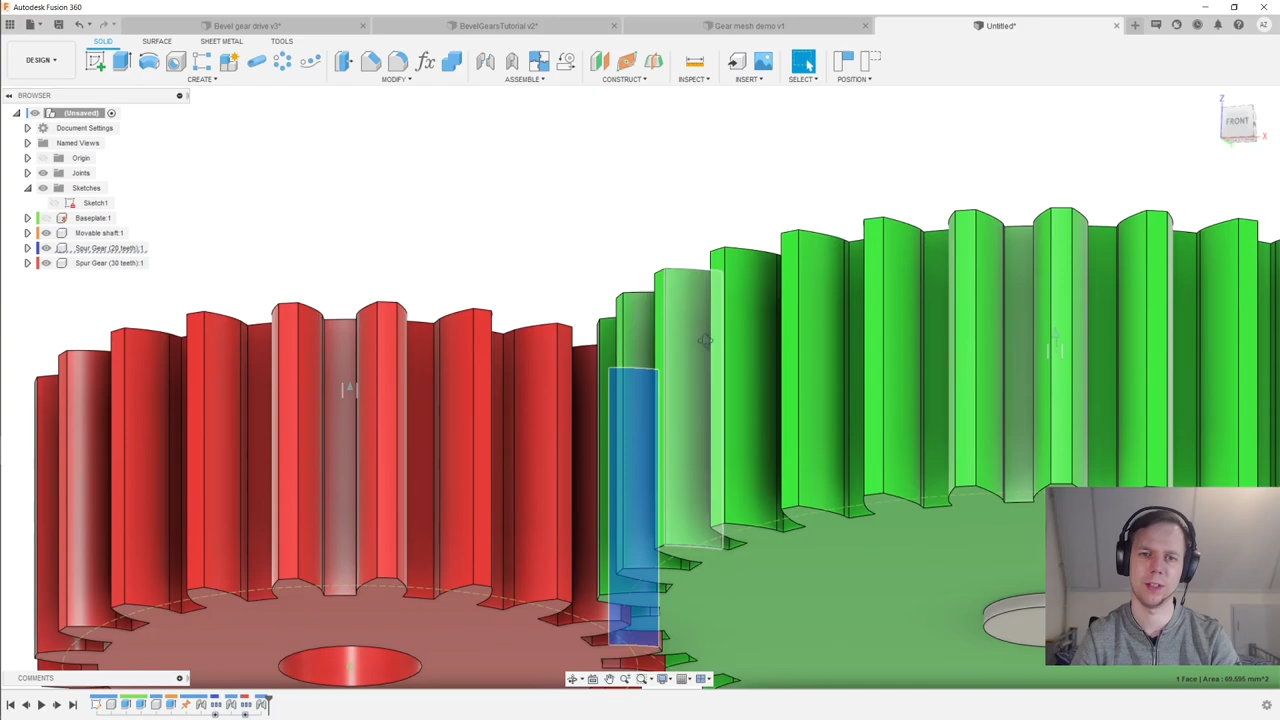 Autodesk Fusion 360
Bevel gear drive v3*
BevelGearsTutorial v2*
Gear mesh demo v1
Untitled*
AZ
SOLID
SURFACE
SHEET METAL
TOOLS
DESIGN
CREATE
MODIFY
fx
ASSEMBLE
CONSTRUCT
INSPECT
INSERT
SELECT
POSITION
BROWSER
(Unsaved)
Document Settings
Named Views
Origin
Joints
Sketches
Sketch1
Baseplate:1
Movable shaft:1
Spur Gear (20 teeth):1
Spur Gear (30 teeth):1
Z
FRONT
X
COMMENTS
1 Face | Area : 69.595 mm^2